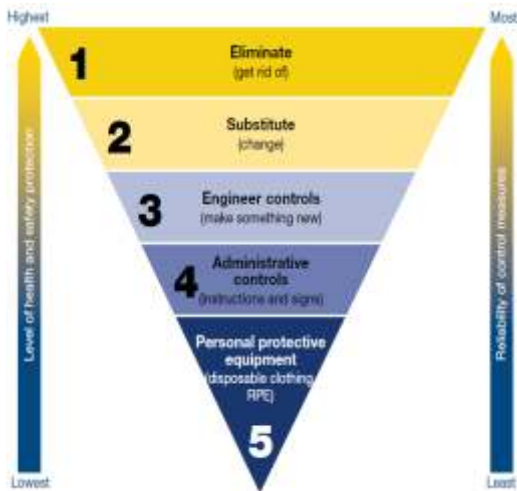 Highest
Most
1
Eliminate
(get rid of)
2
Substitute
(change)
3
Engineer controls
(make something new)
4
Administrative
controls
(instructions and signs)
Personal protective
equipment
(disposable clothing
RPE)
5
Level of health and safety protection
Reliability of control measures
Lowest
Least